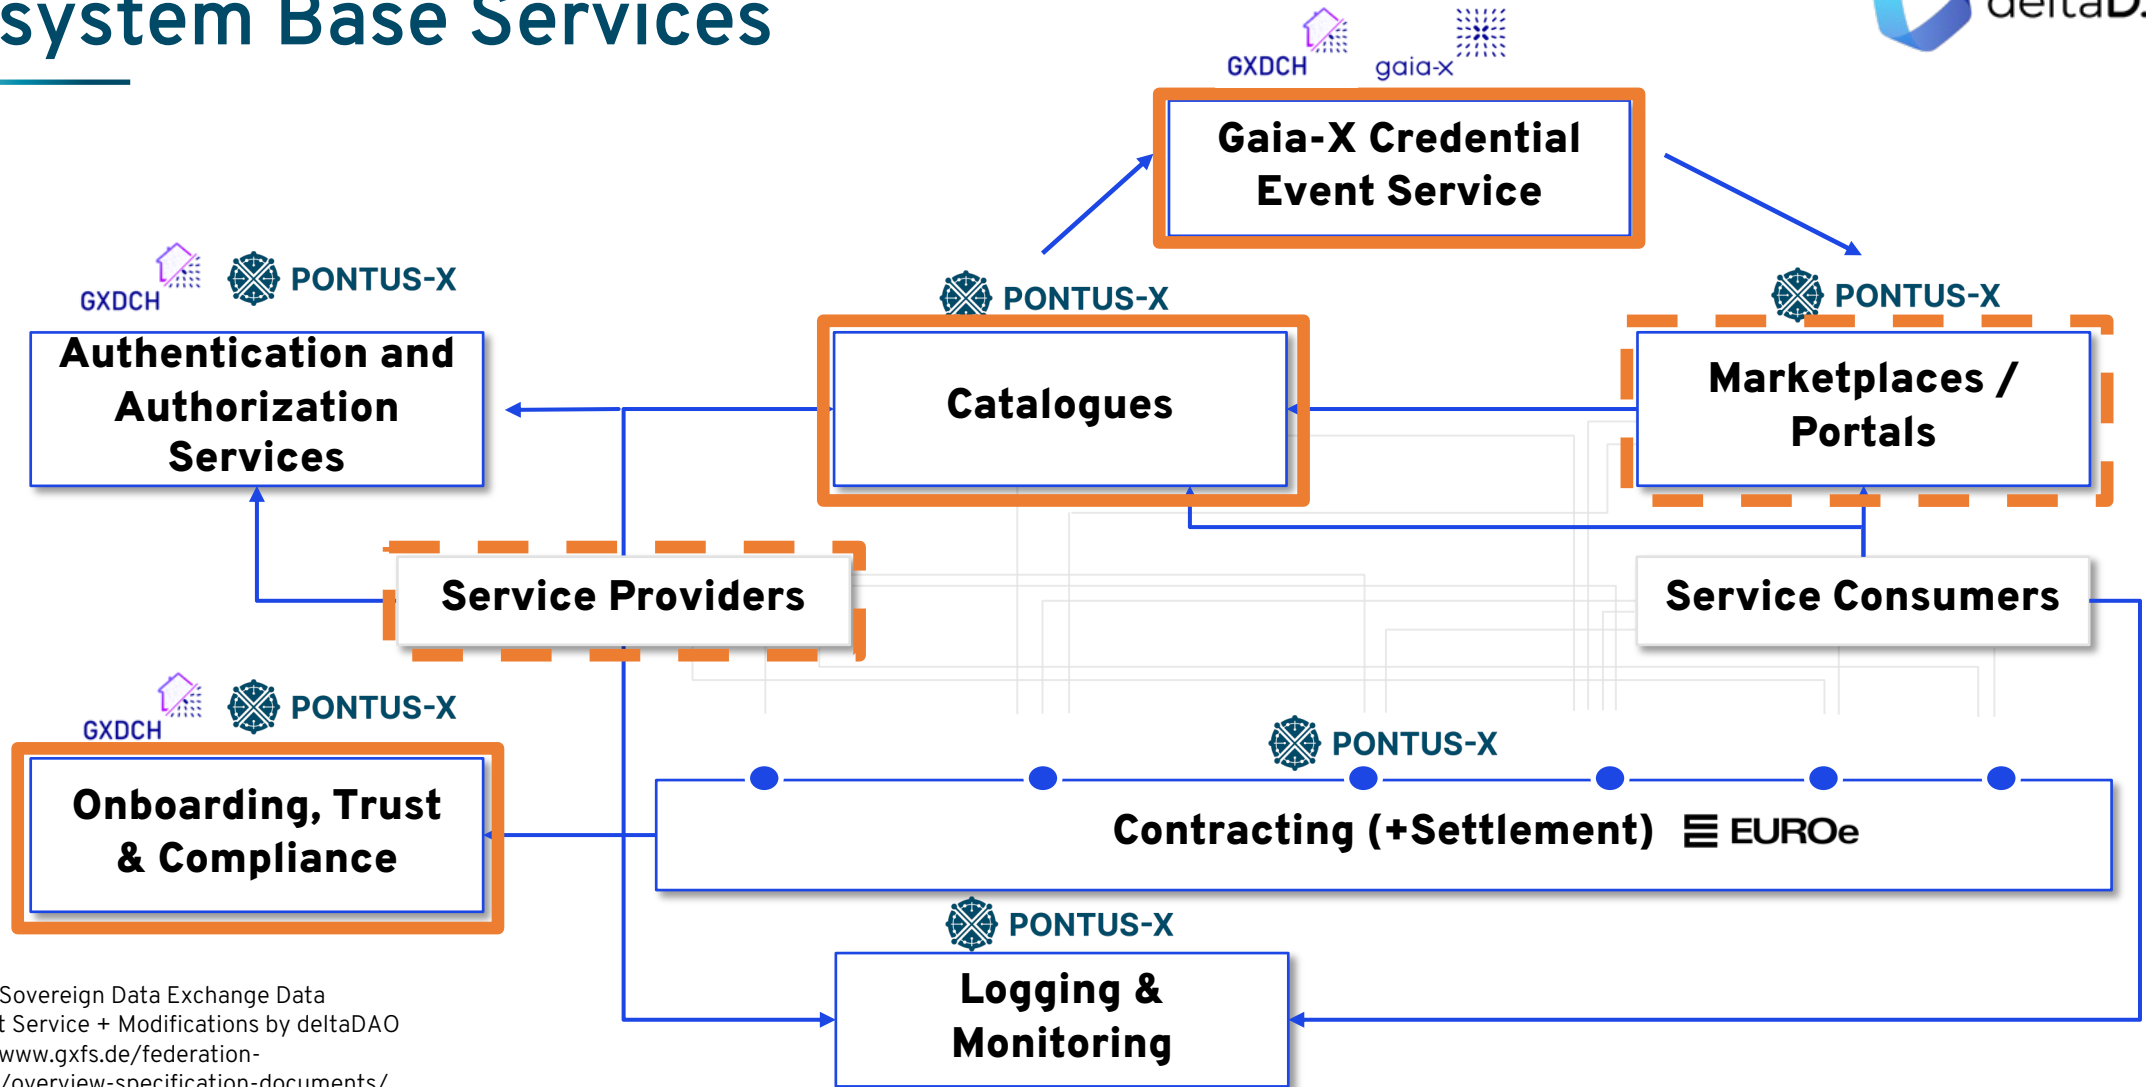 system Base Services
deltaD
GXDCH
gaia-x
Gaia-X Credential
Event Service
GXDCH
PONTUS-X
PONTUS-X
PONTUS-X
Authentication and
Authorization
Services
Catalogues
Marketplaces /
Portals
Service Providers
Service Consumers
GXDCH
PONTUS-X
PONTUS-X
Onboarding, Trust
& Compliance
Contracting (+Settlement)
EUROe
PONTUS-X
Logging &
Monitoring
Sovereign Data Exchange Data
t Service + Modifications by deltaDAO
www.gxfs.de/federation-
/overview-specification-documents/